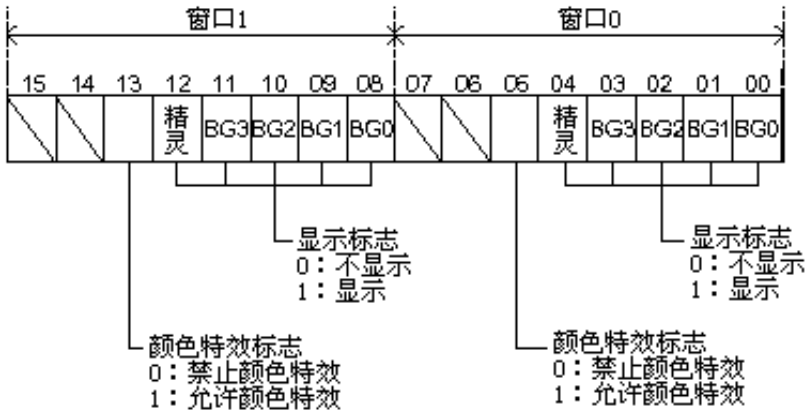 窗口1 窗口0
15 14 13 12 11 10 09 08 07 06 05 04 03 02 01 00
精灵 BG3 BG2 BG1 BG0 精灵 BG3 BG2 BG1 BG0
显示标志 显示标志
0：不显示 0：不显示
1：显示 1：显示
颜色特效标志 颜色特效标志
0：禁止颜色特效 0：禁止颜色特效
1：允许颜色特效 1：允许颜色特效